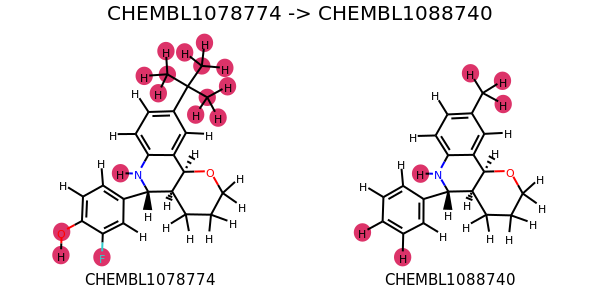 CHEMBL1078774 -> CHEMBL1088740
H H H H H H H H H H H H N H H O H H H H O H F H H H H H H H
H H H H H H H N H H O H H H H H H H H H H H
CHEMBL1078774
CHEMBL1088740